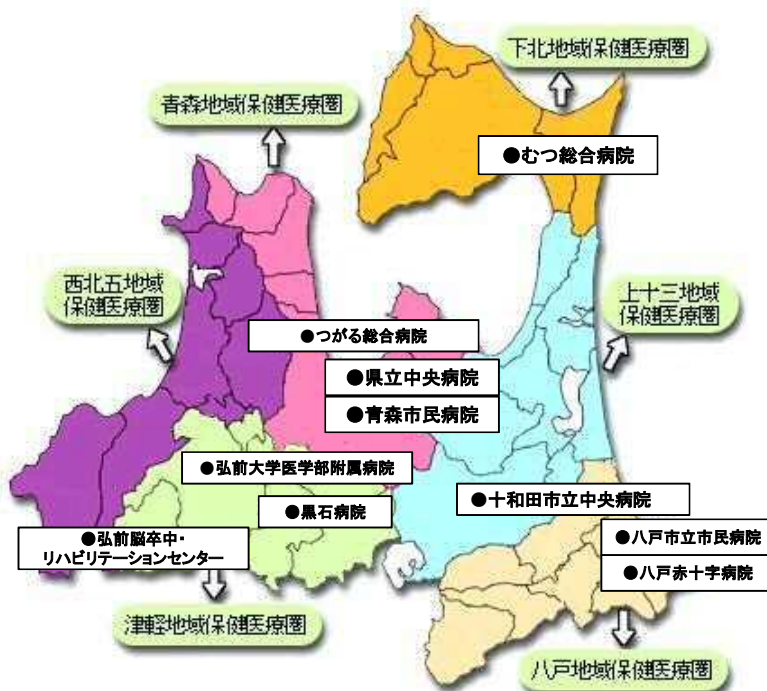 下北地域保健医療圏
青森地域保健医療圏
●むつ総合病院
西北五地域
保健医療圏
上十三地域
保健医療圏
●つがる総合病院
●県立中央病院
●青森市民病院
●弘前大学医学部附属病院
●黒石病院
●十和田市立中央病院
●弘前脳卒中・
リハビリテーションセンター
●八戸市立市民病院
●八戸赤十字病院
津軽地域保健医療圏
八戸地域保健医療圏